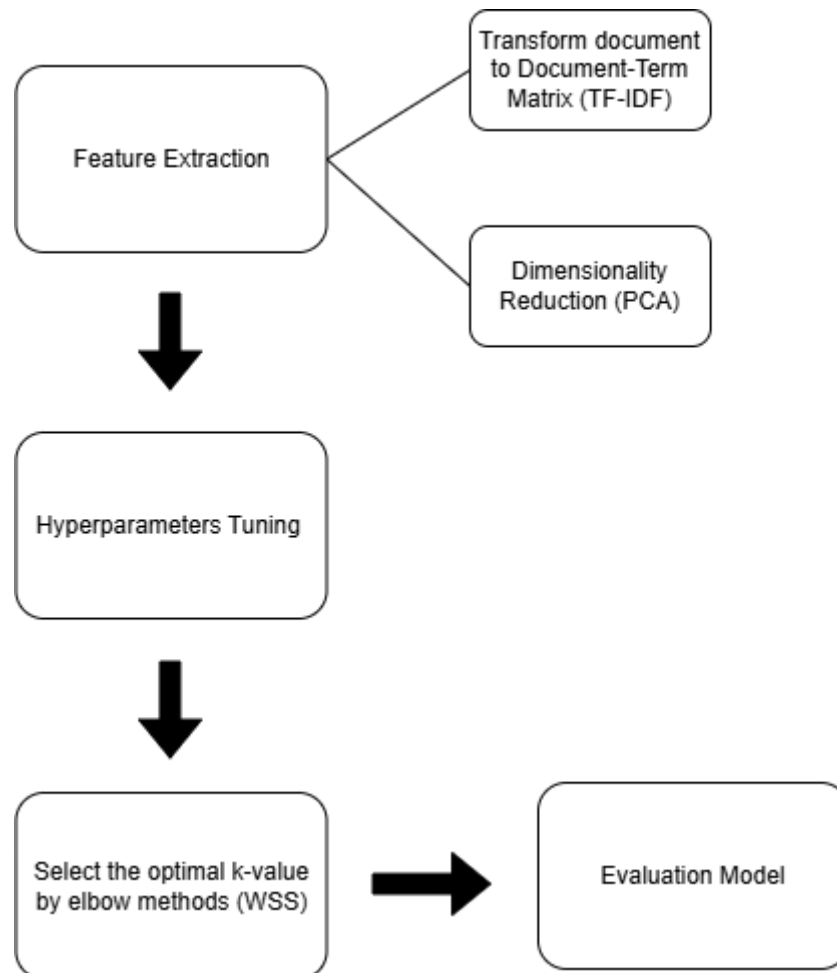 Transform document
to Document-Term
Matrix (TF-IDF)
Feature Extraction
Dimensionality
Reduction (PCA)
Hyperparameters Tuning
Select the optimal k-value
by elbow methods (WSS)
Evaluation Model